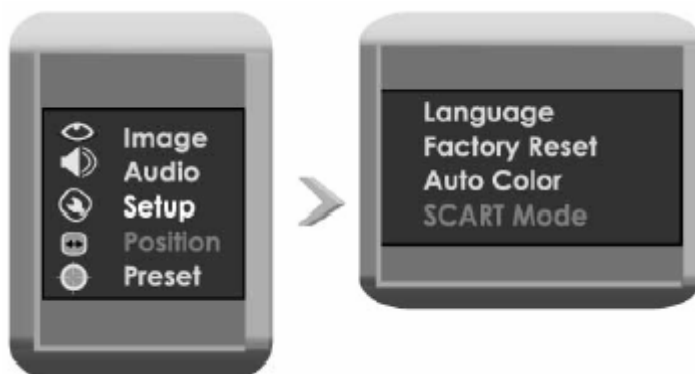 Image
Audio
Setup
Position
Preset
Language
Factory Reset
Auto Color
SCART Mode